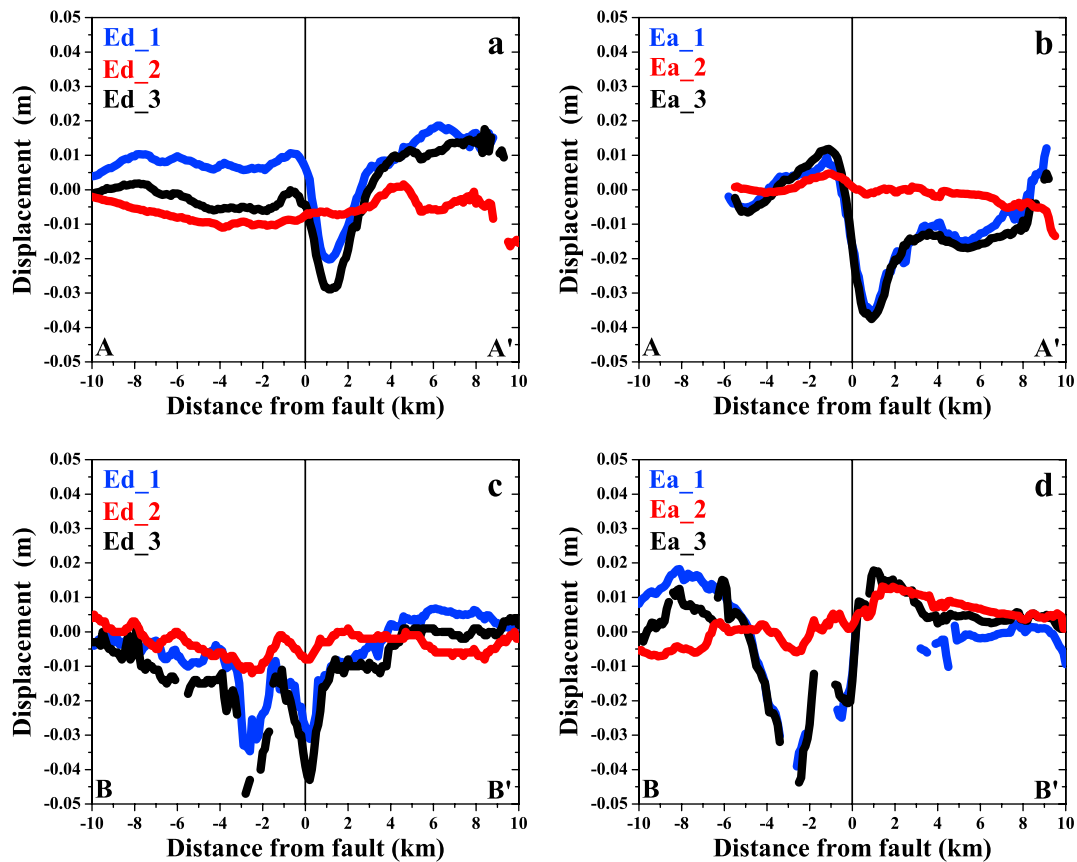 a
Ed_1
Ed_2
Ed_3
0.05
0.04
0.03
0.02
0.01
0.00
-0.01
-0.02
-0.03
-0.04
-0.05
Displacement (m)
A A'
-10 -8 -6 -4 -2 0 2 4 6 8 10
Distance from fault (km)
b
Ea_1
Ea_2
Ea_3
0.05
0.04
0.03
0.02
0.01
0.00
-0.01
-0.02
-0.03
-0.04
-0.05
Displacement (m)
A A'
-10 -8 -6 -4 -2 0 2 4 6 8 10
Distance from fault (km)
c
Ed_1
Ed_2
Ed_3
0.05
0.04
0.03
0.02
0.01
0.00
-0.01
-0.02
-0.03
-0.04
-0.05
Displacement (m)
B B'
-10 -8 -6 -4 -2 0 2 4 6 8 10
Distance from fault (km)
d
Ea_1
Ea_2
Ea_3
0.05
0.04
0.03
0.02
0.01
0.00
-0.01
-0.02
-0.03
-0.04
-0.05
Displacement (m)
B B'
-10 -8 -6 -4 -2 0 2 4 6 8 10
Distance from fault (km)